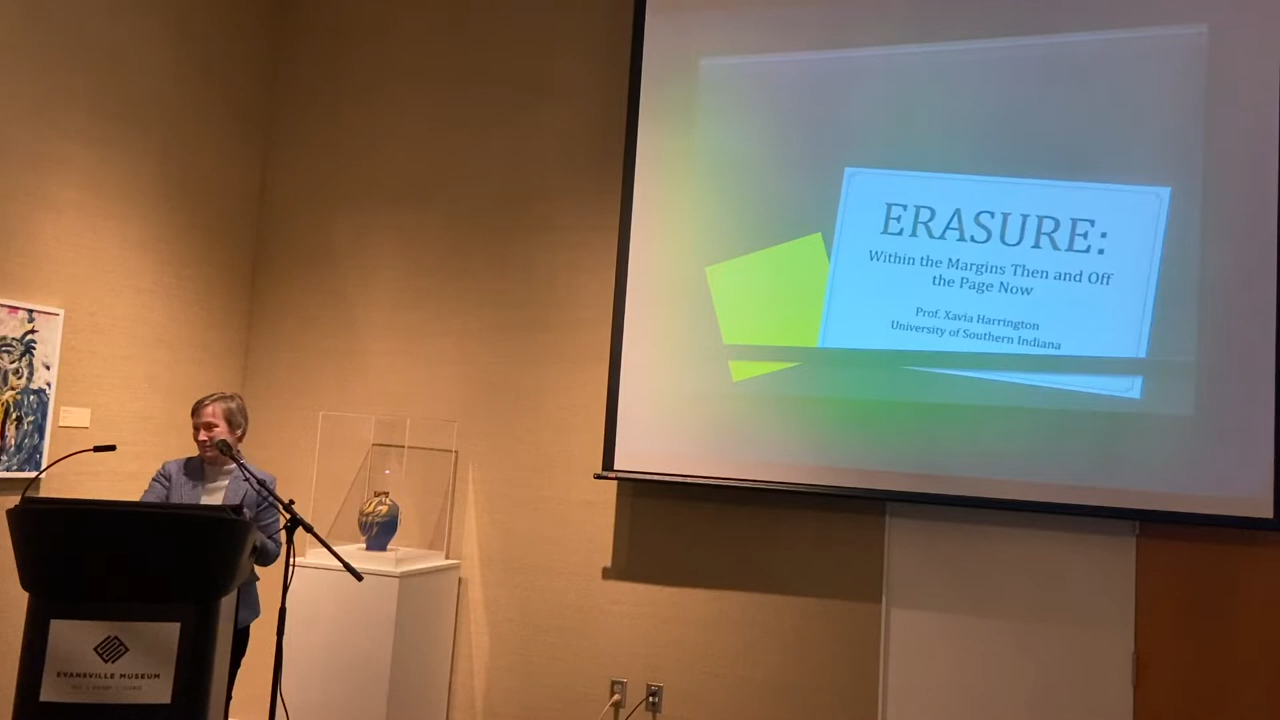 ERASURE:
Within the Margins Then and Off
the Page Now
Prof. Xavia Harrington
University of Southern Indiana
EVANSVILLE MUSEUM